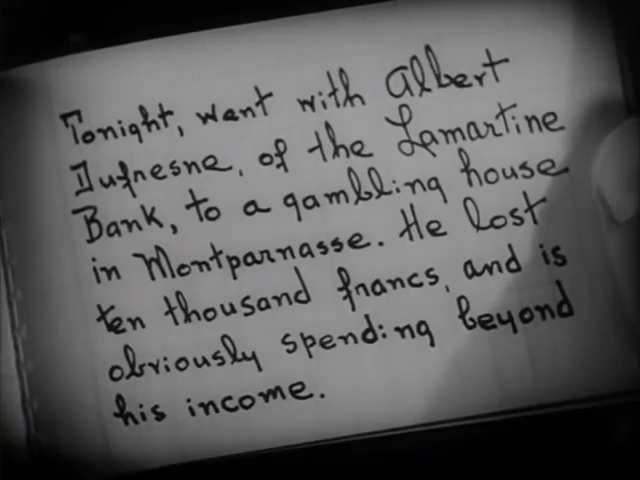 Tonight, went with Albert
Dufresne, of the Lamartine
Bank, to a gambling house
in Montparnasse. He lost
ten thousand francs, and is
obviously spending beyond
his income.